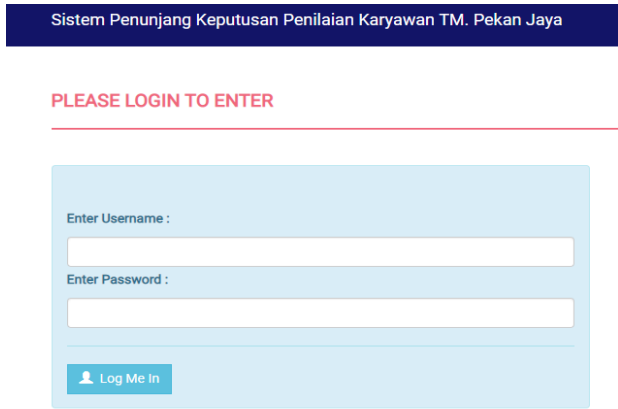 Sistem Penunjang Keputusan Penilaian Karyawan TM. Pekan Jaya
PLEASE LOGIN TO ENTER
Enter Username :
Enter Password :
Log Me In